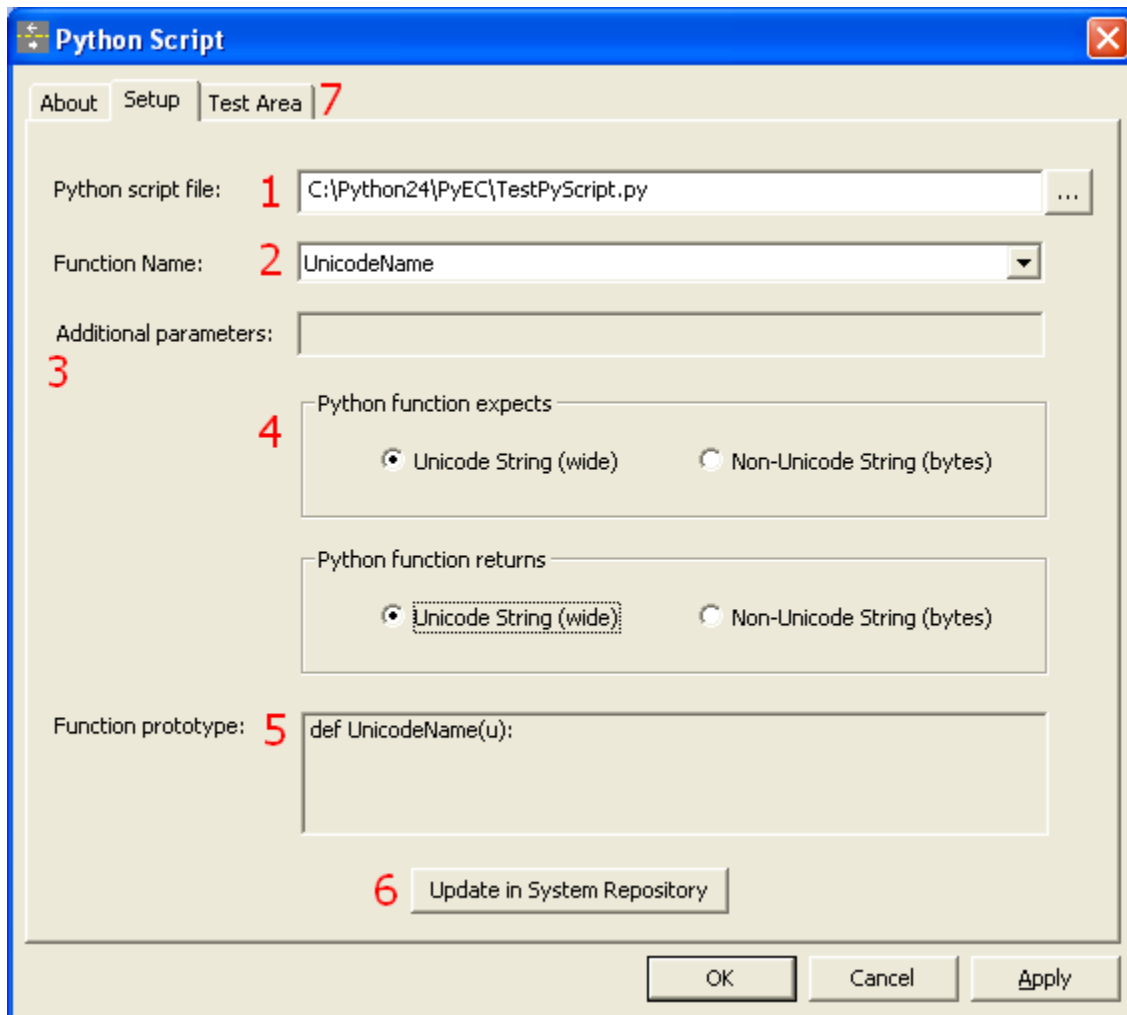 Python Script
About Setup Test Area 7
Python script file: 1 C:\Python24\PyEC\TestPyScript.py ...
Function Name: 2 UnicodeName
Additional parameters:
3
Python function expects
4 Unicode String (wide) Non-Unicode String (bytes)
Python function returns
Unicode String (wide) Non-Unicode String (bytes)
Function prototype: 5 def UnicodeName(u):
6 Update in System Repository
OK Cancel Apply